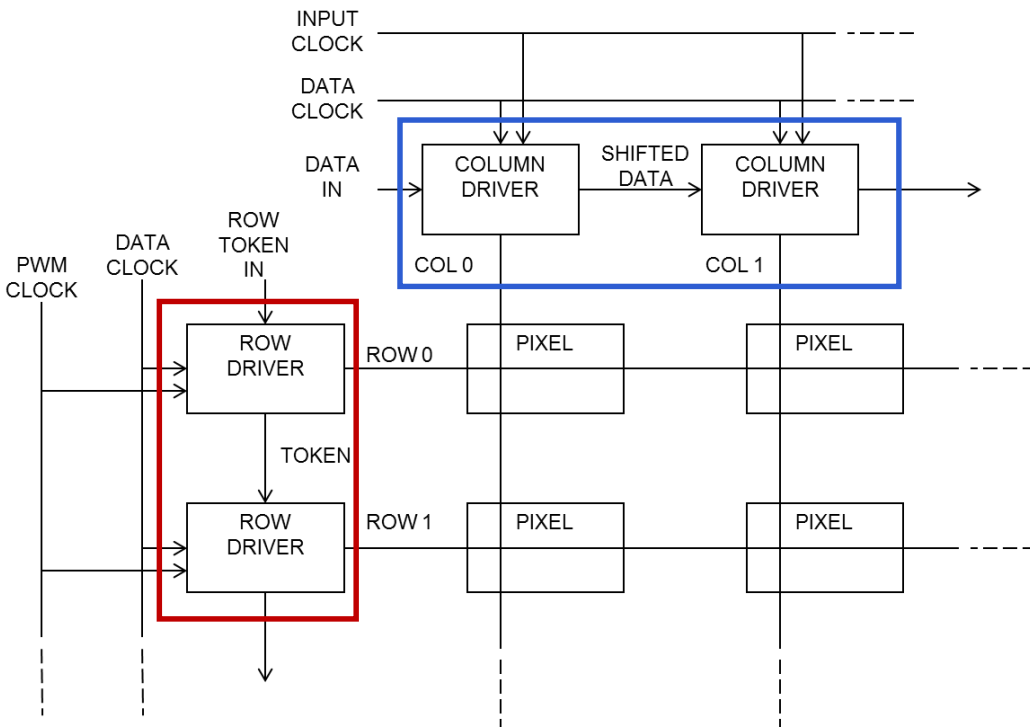 INPUT
CLOCK
DATA
CLOCK
DATA
IN
COLUMN
DRIVER
SHIFTED
DATA
COLUMN
DRIVER
ROW
TOKEN
IN
DATA
CLOCK
PWM
CLOCK
COL 0
COL 1
ROW
DRIVER
ROW 0
PIXEL
PIXEL
TOKEN
ROW
DRIVER
ROW 1
PIXEL
PIXEL